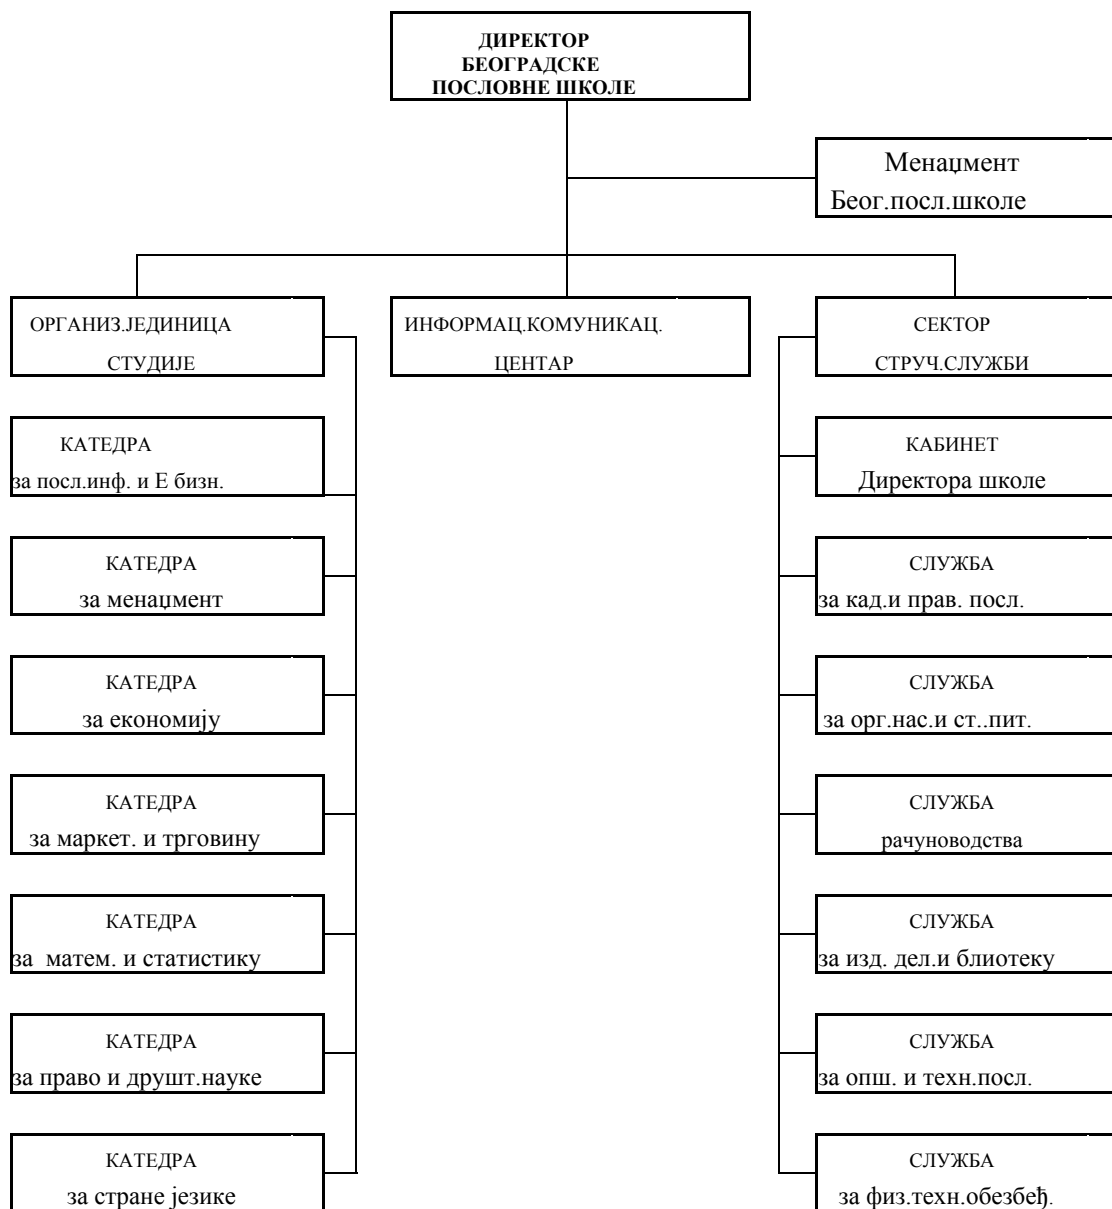 ДИРЕКТОР
БЕОГРАДСКЕ
ПОСЛОВНЕ ШКОЛЕ
Менаџмент
Беог.посл.школе
ОРГАНИЗ.ЈЕДИНИЦА
СТУДИЈЕ
ИНФОРМАЦ.КОМУНИКАЦ.
ЦЕНТАР
СЕКТОР
СТРУЧ.СЛУЖБИ
КАТЕДРА
за посл.инф. и Е бизн.
КАТЕДРА
за менаџмент
КАТЕДРА
за економију
КАТЕДРА
за маркет. и трговину
КАТЕДРА
за  матем. и статистику
КАТЕДРА
за право и друшт.науке
КАТЕДРА
за стране језике
КАБИНЕТ
Директора школе
СЛУЖБА
за кад.и прав. посл.
СЛУЖБА
за орг.нас.и ст..пит.
СЛУЖБА
рачуноводства
СЛУЖБА
за изд. дел.и блиотеку
СЛУЖБА
за опш. и техн.посл.
СЛУЖБА
за физ.техн.обезбеђ.